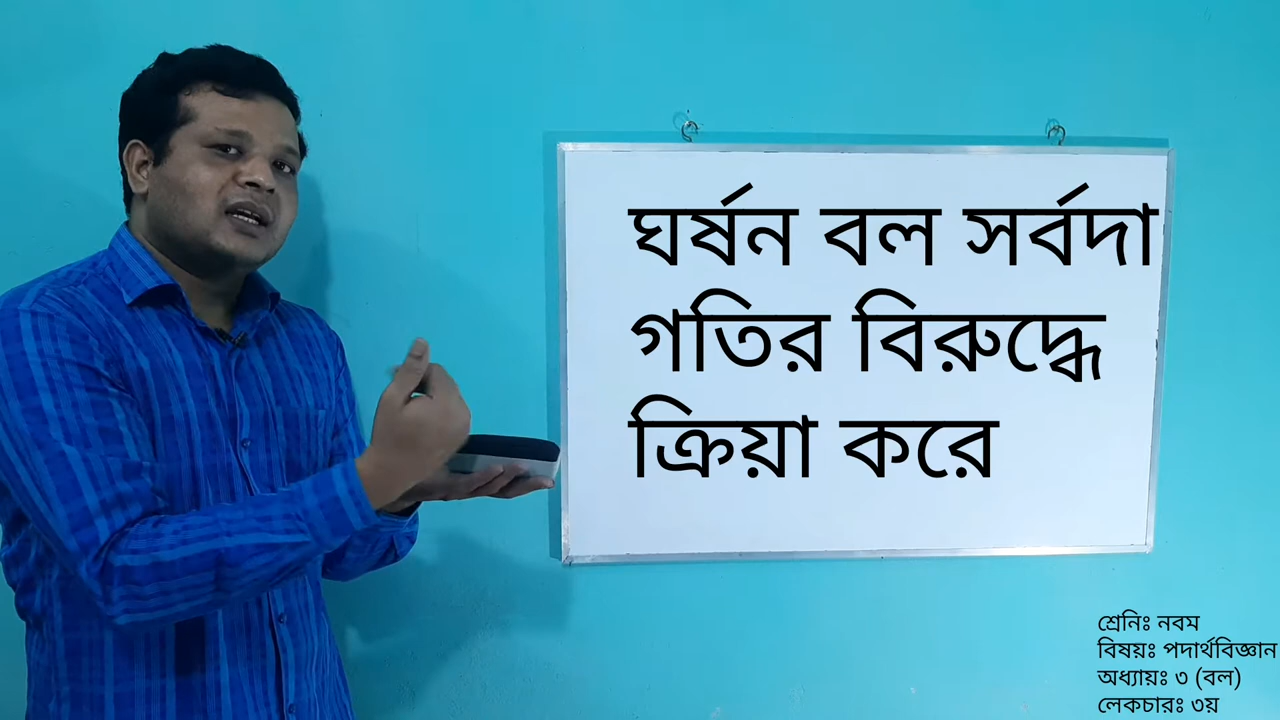 ঘর্ষন বল সর্বদা
গতির বিরুদ্ধে
ক্রিয়া করে
শ্রেনিঃ নবম
বিষয়ঃ পদার্থবিজ্ঞান
অধ্যায়ঃ ৩ (বল)
লেকচারঃ ৩য়